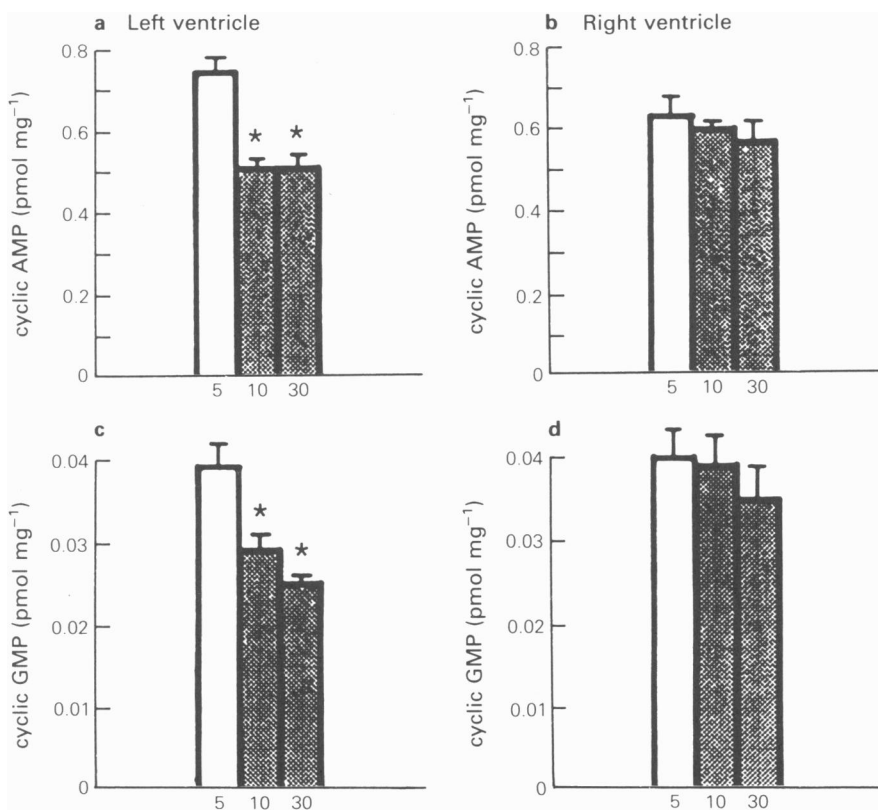 a Left ventricle
cyclic AMP (pmol mg⁻¹)
0.8
0.6
0.4
0.2
0
* *
5 10 30
b Right ventricle
cyclic AMP (pmol mg⁻¹)
0.8
0.6
0.4
0.2
0
5 10 30
c
cyclic GMP (pmol mg⁻¹)
0.04
0.03
0.02
0.01
0
*
*
5 10 30
d
cyclic GMP (pmol mg⁻¹)
0.04
0.03
0.02
0.01
0
5 10 30